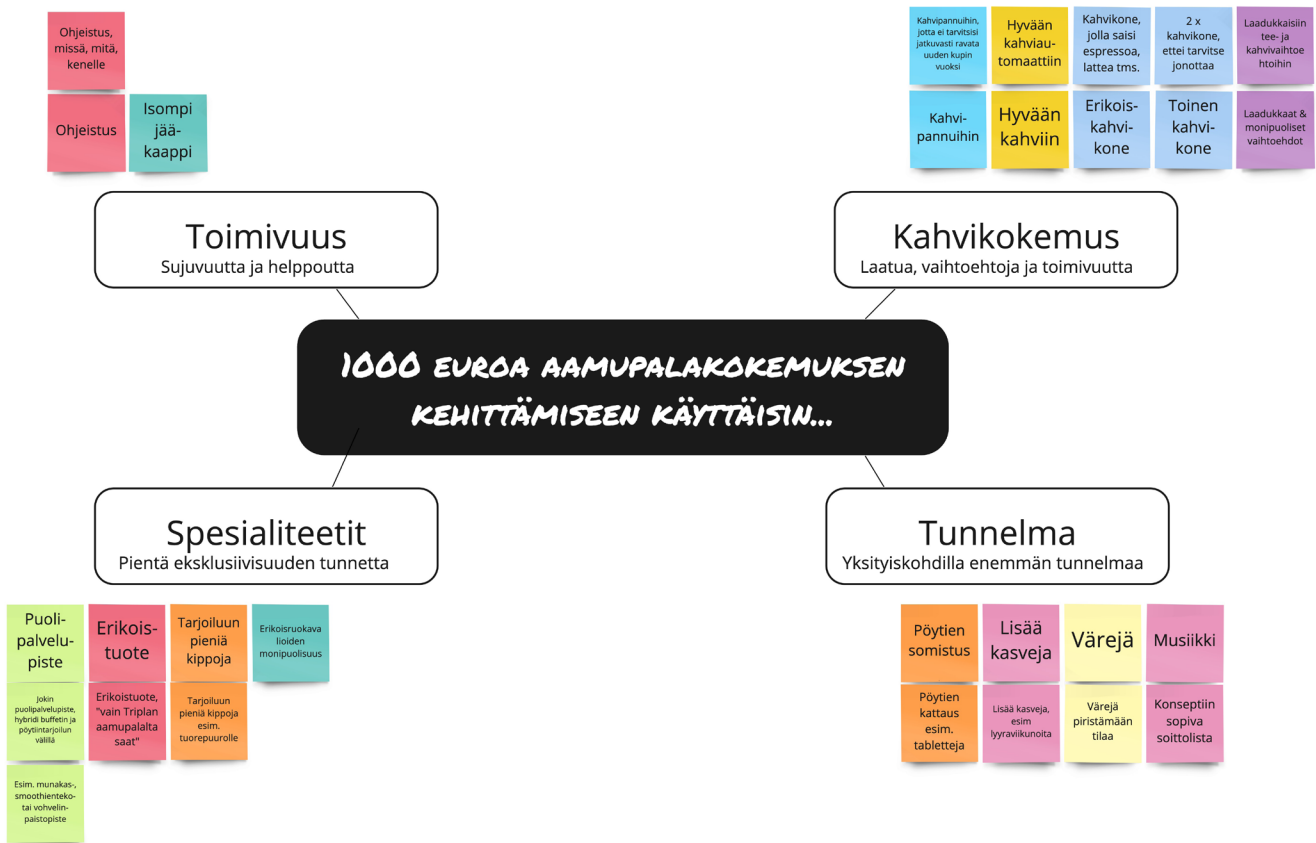 Ohjeistus,
missä, mitä,
kenelle
Ohjeistus
Isompi
jää-
kaappi
Toimivuus
Sujuvuutta ja helppoutta
Kahvipannuihin,
jotta ei tarvitsisi
jatkuvasti ravata
uuden kupin
vuoksi
Hyvään
kahviau-
tomaattiin
Kahvikone,
jolla saisi
espressoa,
lattea tms.
2 x
kahvikone,
ettei tarvitse
jonottaa
Laadukkaisiin
tee- ja
kahvivaihtoe
htoihin
Kahvi-
pannuihin
Hyvään
kahviin
Erikois-
kahvi-
kone
Toinen
kahvi-
kone
Laadukkaat &
monipuoliset
vaihtoehdot
Kahvikokemus
Laatua, vaihtoehtoja ja toimivuutta
1000 EUROA AAMUPALAKOKEMUKSEN
KEHITTÄMISEEN KÄYTTÄISIN...
Spesialiteetit
Pientä eksklusiivisuuden tunnetta
Puoli-
palvelu-
piste
Erikois-
tuote
Tarjoiluun
pieniä
kippoja
Erikoisruokava
lioiden
monipuolisuus
Jokin
puolipalvelupiste,
hybridi buffetin ja
pöytiintarjoilun
välillä
Erikoistuote,
"vain Triplan
aamupalalta
saat"
Tarjoiluun
pieniä kippoja
esim.
tuorepuurolle
Esim. munakas-,
smoothienteko-
tai vohvelin-
paistopiste
Tunnelma
Yksityiskohdilla enemmän tunnelmaa
Pöytien
somistus
Lisää
kasveja
Värejä
Musiikki
Pöytien
kattaus
esim.
tabletteja
Lisää kasveja,
esim
lyyraviikunoita
Värejä
piristämään
tilaa
Konseptiin
sopiva
soittolista